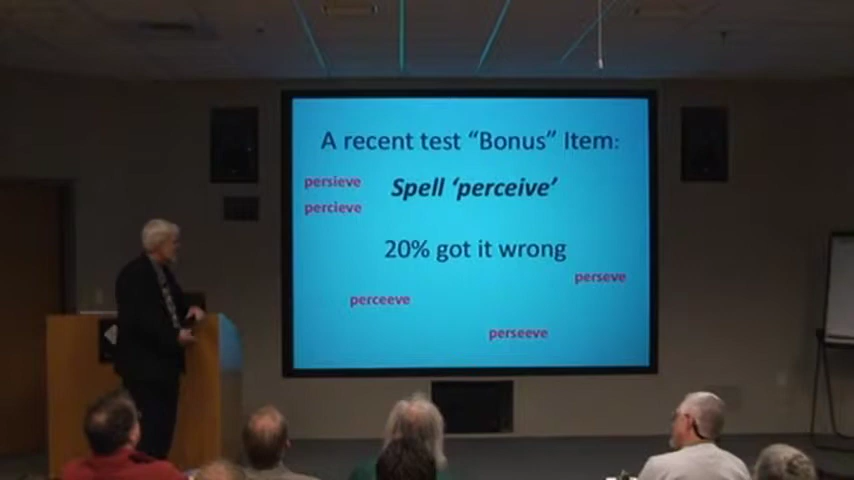 A recent test “Bonus” Item:
persieve
Spell ‘perceive’
percieve
20% got it wrong
perseve
perceeve
perseeve